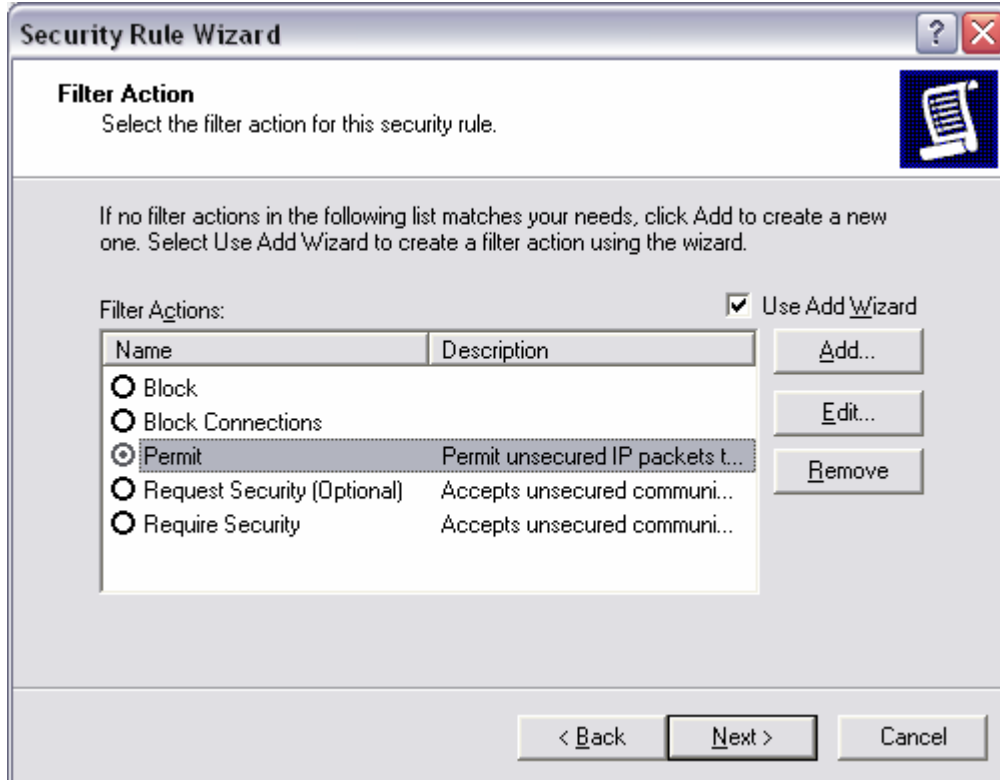 Security Rule Wizard
Filter Action
Select the filter action for this security rule.
If no filter actions in the following list matches your needs, click Add to create a new
one. Select Use Add Wizard to create a filter action using the wizard.
Filter Actions:
Use Add Wizard
Name Description
Add...
Block
Block Connections
Edit...
Permit Permit unsecured IP packets t...
Remove
Request Security (Optional) Accepts unsecured communi...
Require Security Accepts unsecured communi...
< Back Next > Cancel